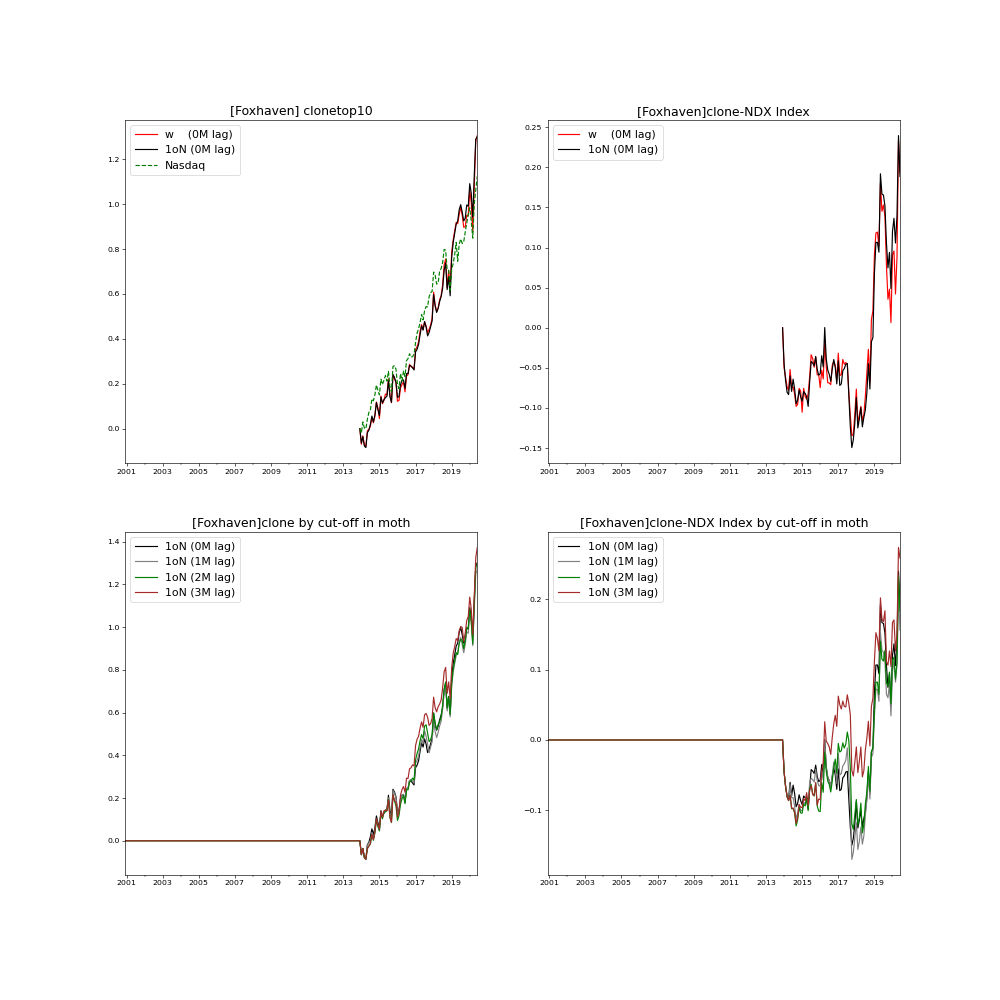 [Foxhaven] clonetop10
w    (0M lag)
1oN (0M lag)
Nasdaq
1.2
1.0
0.8
0.6
0.4
0.2
0.0
2001 2003 2005 2007 2009 2011 2013 2015 2017 2019
[Foxhaven]clone-NDX Index
w    (0M lag)
1oN (0M lag)
0.25
0.20
0.15
0.10
0.05
0.00
−0.05
−0.10
−0.15
2001 2003 2005 2007 2009 2011 2013 2015 2017 2019
[Foxhaven]clone by cut-off in moth
1oN (0M lag)
1oN (1M lag)
1oN (2M lag)
1oN (3M lag)
1.4
1.2
1.0
0.8
0.6
0.4
0.2
0.0
2001 2003 2005 2007 2009 2011 2013 2015 2017 2019
[Foxhaven]clone-NDX Index by cut-off in moth
1oN (0M lag)
1oN (1M lag)
1oN (2M lag)
1oN (3M lag)
0.2
0.1
0.0
−0.1
2001 2003 2005 2007 2009 2011 2013 2015 2017 2019